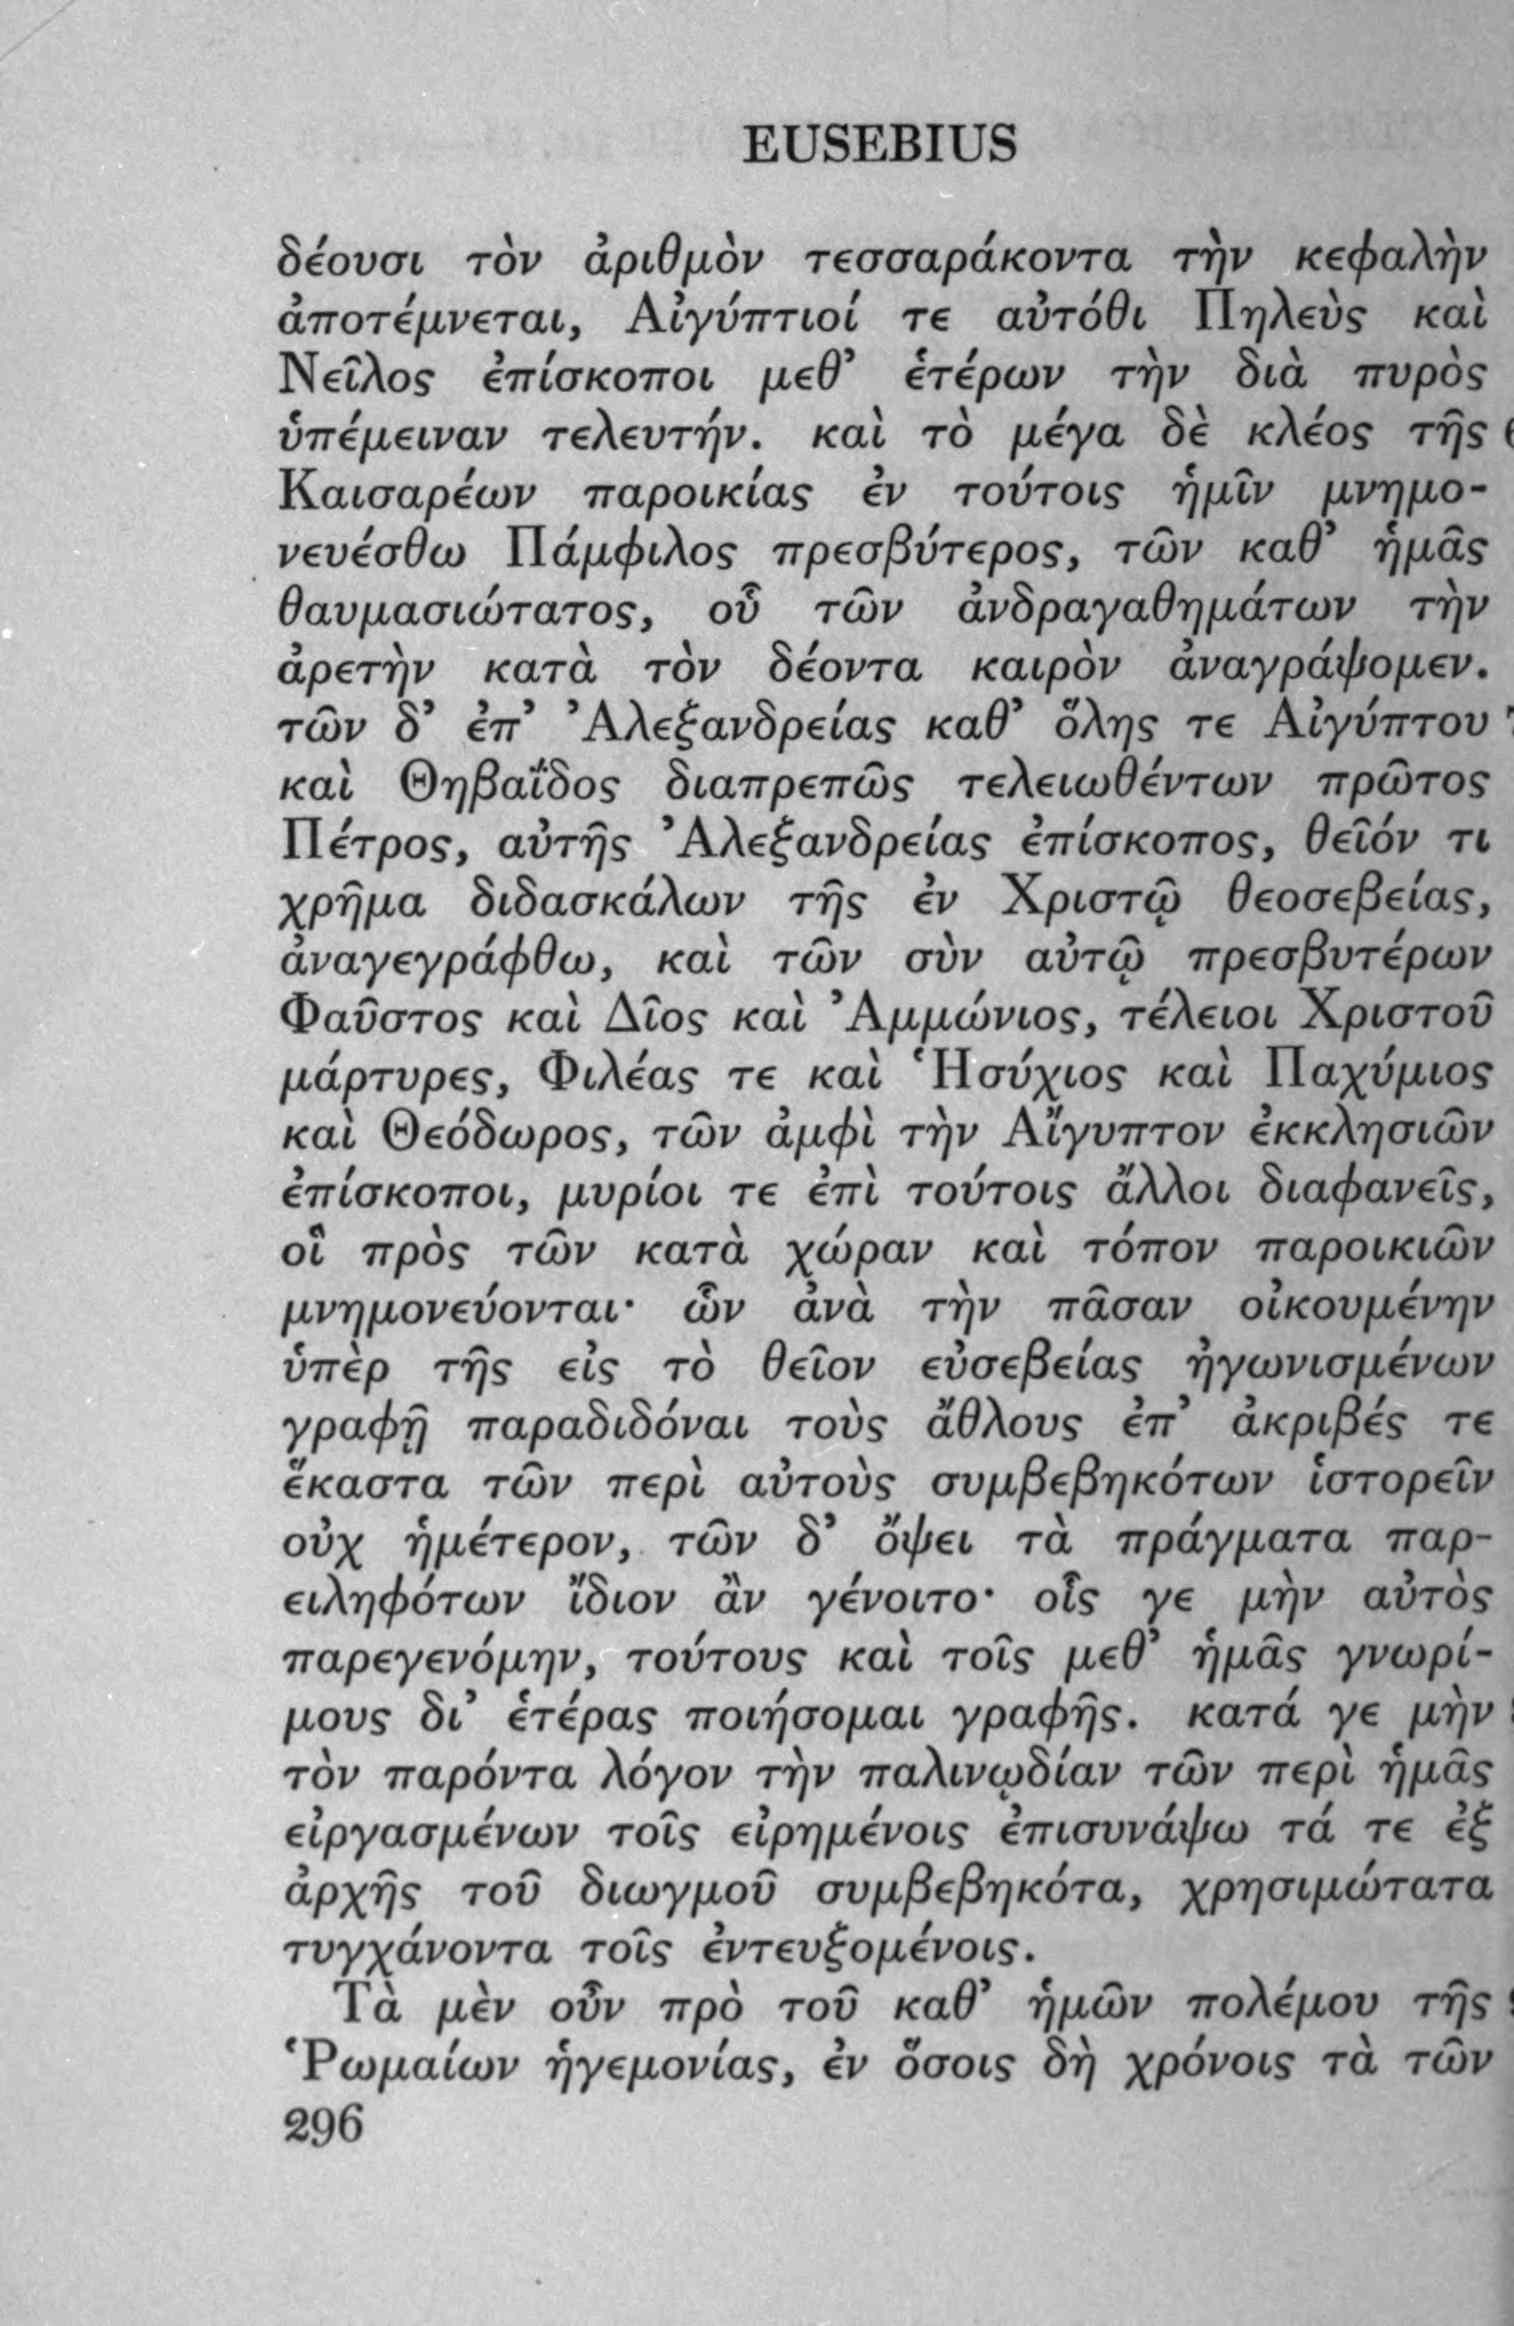 EUSEBIUS
δέουσι τὸν ἀριθμὸν τεσσαράκοντα τὴν κεφαλὴν
ἀποτέμνεται, Αἰγύπτιοί τε αὐτόθι Πηλεὺς καὶ
Νεῖλος ἐπίσκοποι μεθ’ ἑτέρων τὴν διὰ πυρὸς
ὑπέμειναν τελευτήν. καὶ τὸ μέγα δὲ κλέος τῆς
Καισαρέων παροικίας ἐν τούτοις ἡμῖν μνημο-
νευέσθω Πάμφιλος πρεσβύτερος, τῶν καθ’ ἡμᾶς
θαυμασιώτατος, οὗ τῶν ἀνδραγαθημάτων τὴν
ἀρετὴν κατὰ τὸν δέοντα καιρὸν ἀναγράψομεν.
τῶν δ’ ἐπ’ Ἀλεξανδρείας καθ’ ὅλης τε Αἰγύπτου
καὶ Θηβαΐδος διαπρεπῶς τελειωθέντων πρῶτος
Πέτρος, αὐτῆς Ἀλεξανδρείας ἐπίσκοπος, θεῖόν τι
χρῆμα διδασκάλων τῆς ἐν Χριστῷ θεοσεβείας,
ἀναγεγράφθω, καὶ τῶν σὺν αὐτῷ πρεσβυτέρων
Φαῦστος καὶ Δῖος καὶ Ἀμμώνιος, τέλειοι Χριστοῦ
μάρτυρες, Φιλέας τε καὶ Ἡσύχιος καὶ Παχύμιος
καὶ Θεόδωρος, τῶν ἀμφὶ τὴν Αἴγυπτον ἐκκλησιῶν
ἐπίσκοποι, μυρίοι τε ἐπὶ τούτοις ἄλλοι διαφανεῖς,
οἳ πρὸς τῶν κατὰ χώραν καὶ τόπον παροικιῶν
μνημονεύονται· ὧν ἀνὰ τὴν πᾶσαν οἰκουμένην
ὑπὲρ τῆς εἰς τὸ θεῖον εὐσεβείας ἠγωνισμένων
γραφῇ παραδιδόναι τοὺς ἄθλους ἐπ’ ἀκριβές τε
ἕκαστα τῶν περὶ αὐτοὺς συμβεβηκότων ἱστορεῖν
οὐχ ἡμέτερον, τῶν δ’ ὄψει τὰ πράγματα παρ-
ειληφότων ἴδιον ἂν γένοιτο· οἷς γε μὴν αὐτὸς
παρεγενόμην, τούτους καὶ τοῖς μεθ’ ἡμᾶς γνωρί-
μους δι’ ἑτέρας ποιήσομαι γραφῆς. κατά γε μὴν
τὸν παρόντα λόγον τὴν παλινῳδίαν τῶν περὶ ἡμᾶς
εἰργασμένων τοῖς εἰρημένοις ἐπισυνάψω τά τε ἐξ
ἀρχῆς τοῦ διωγμοῦ συμβεβηκότα, χρησιμώτατα
τυγχάνοντα τοῖς ἐντευξομένοις.
Τὰ μὲν οὖν πρὸ τοῦ καθ’ ἡμῶν πολέμου τῆς
Ῥωμαίων ἡγεμονίας, ἐν ὅσοις δὴ χρόνοις τὰ τῶν
296